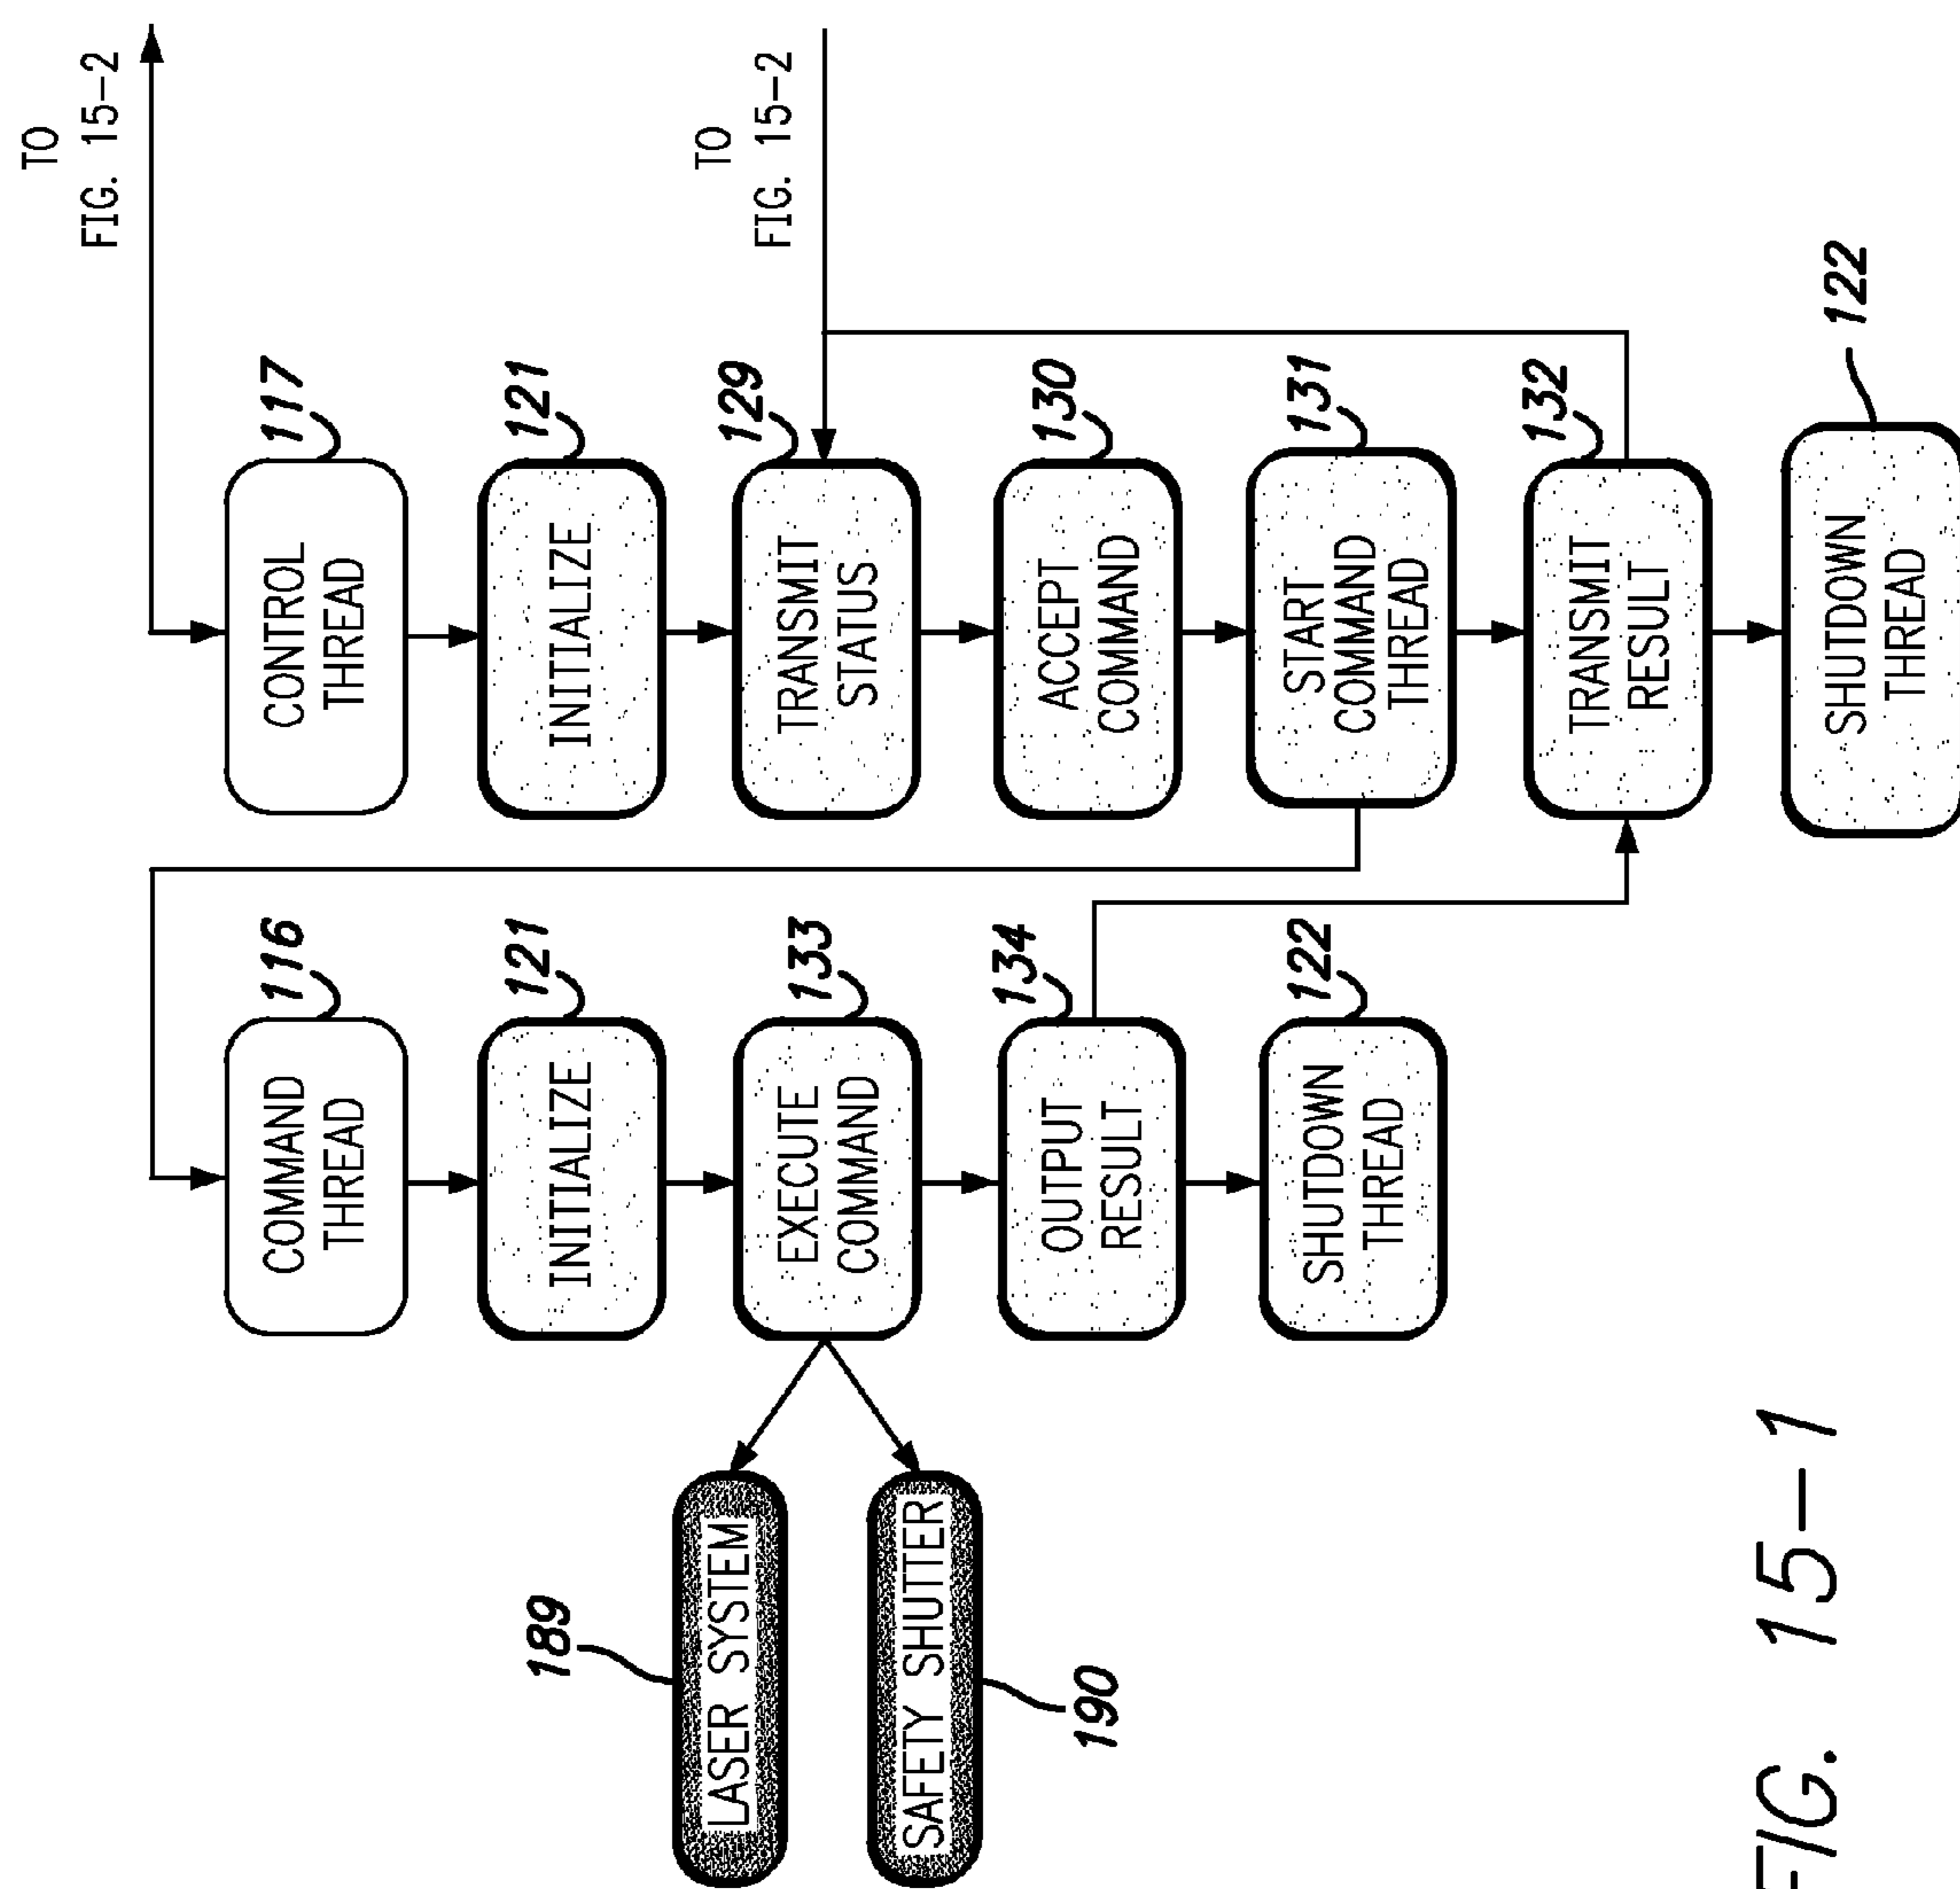 TO
FIG. 15-2
TO
FIG. 15-2
117
CONTROL
THREAD
121
INITIALIZE
129
TRANSMIT
STATUS
130
ACCEPT
COMMAND
131
START
COMMAND
THREAD
132
TRANSMIT
RESULT
122
SHUTDOWN
THREAD
116
COMMAND
THREAD
121
INITIALIZE
133
EXECUTE
COMMAND
134
OUTPUT
RESULT
122
SHUTDOWN
THREAD
189
LASER SYSTEM
SAFETY SHUTTER
190
FIG. 15-1